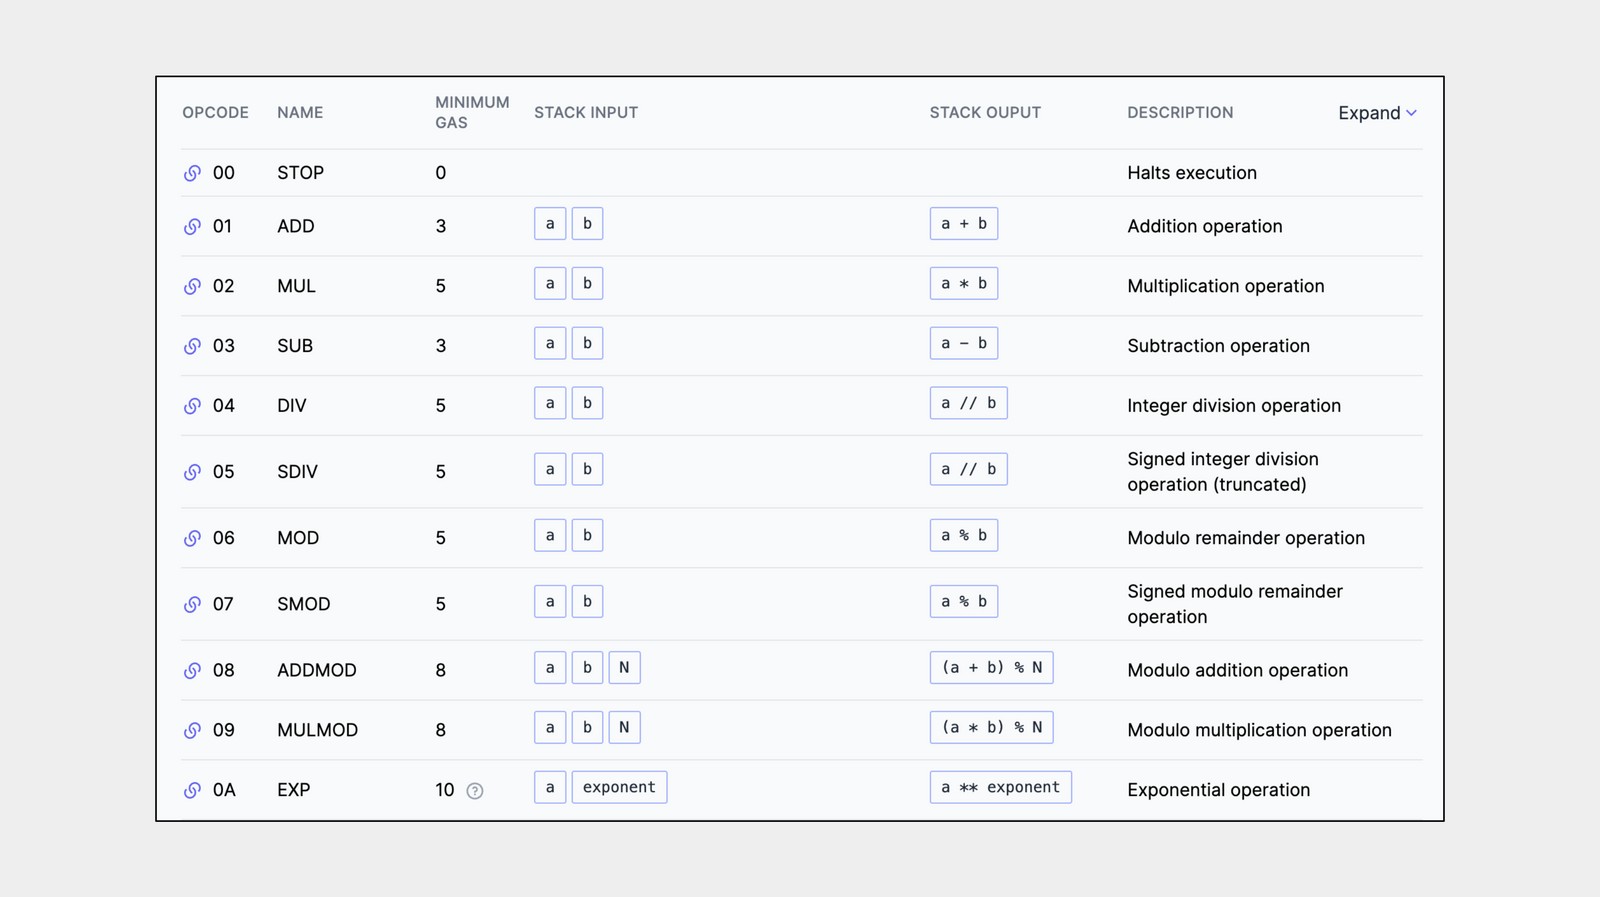 OPCODE NAME MINIMUM GAS STACK INPUT STACK OUPUT DESCRIPTION Expand
00 STOP 0 Halts execution
01 ADD 3 a b a + b Addition operation
02 MUL 5 a b a * b Multiplication operation
03 SUB 3 a b a - b Subtraction operation
04 DIV 5 a b a // b Integer division operation
05 SDIV 5 a b a // b Signed integer division operation (truncated)
06 MOD 5 a b a % b Modulo remainder operation
07 SMOD 5 a b a % b Signed modulo remainder operation
08 ADDMOD 8 a b N (a + b) % N Modulo addition operation
09 MULMOD 8 a b N (a * b) % N Modulo multiplication operation
0A EXP 10 ? a exponent a ** exponent Exponential operation